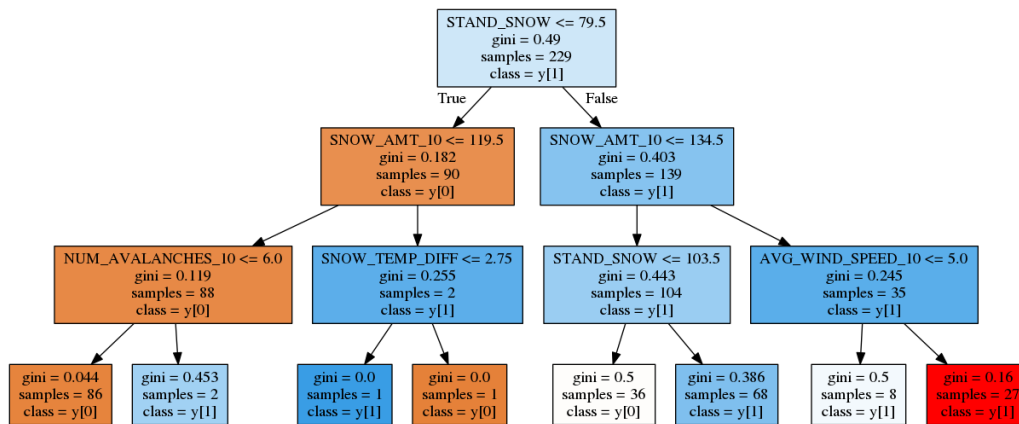 STAND_SNOW <= 79.5
gini = 0.49
samples = 229
class = y[1]
True
False
SNOW_AMT_10 <= 119.5
gini = 0.182
samples = 90
class = y[0]
SNOW_AMT_10 <= 134.5
gini = 0.403
samples = 139
class = y[1]
NUM_AVALANCHES_10 <= 6.0
gini = 0.119
samples = 88
class = y[0]
SNOW_TEMP_DIFF <= 2.75
gini = 0.255
samples = 2
class = y[1]
STAND_SNOW <= 103.5
gini = 0.443
samples = 104
class = y[1]
AVG_WIND_SPEED_10 <= 5.0
gini = 0.245
samples = 35
class = y[1]
gini = 0.044
samples = 86
class = y[0]
gini = 0.453
samples = 2
class = y[1]
gini = 0.0
samples = 1
class = y[1]
gini = 0.0
samples = 1
class = y[0]
gini = 0.5
samples = 36
class = y[0]
gini = 0.386
samples = 68
class = y[1]
gini = 0.5
samples = 8
class = y[1]
gini = 0.16
samples = 27
class = y[1]